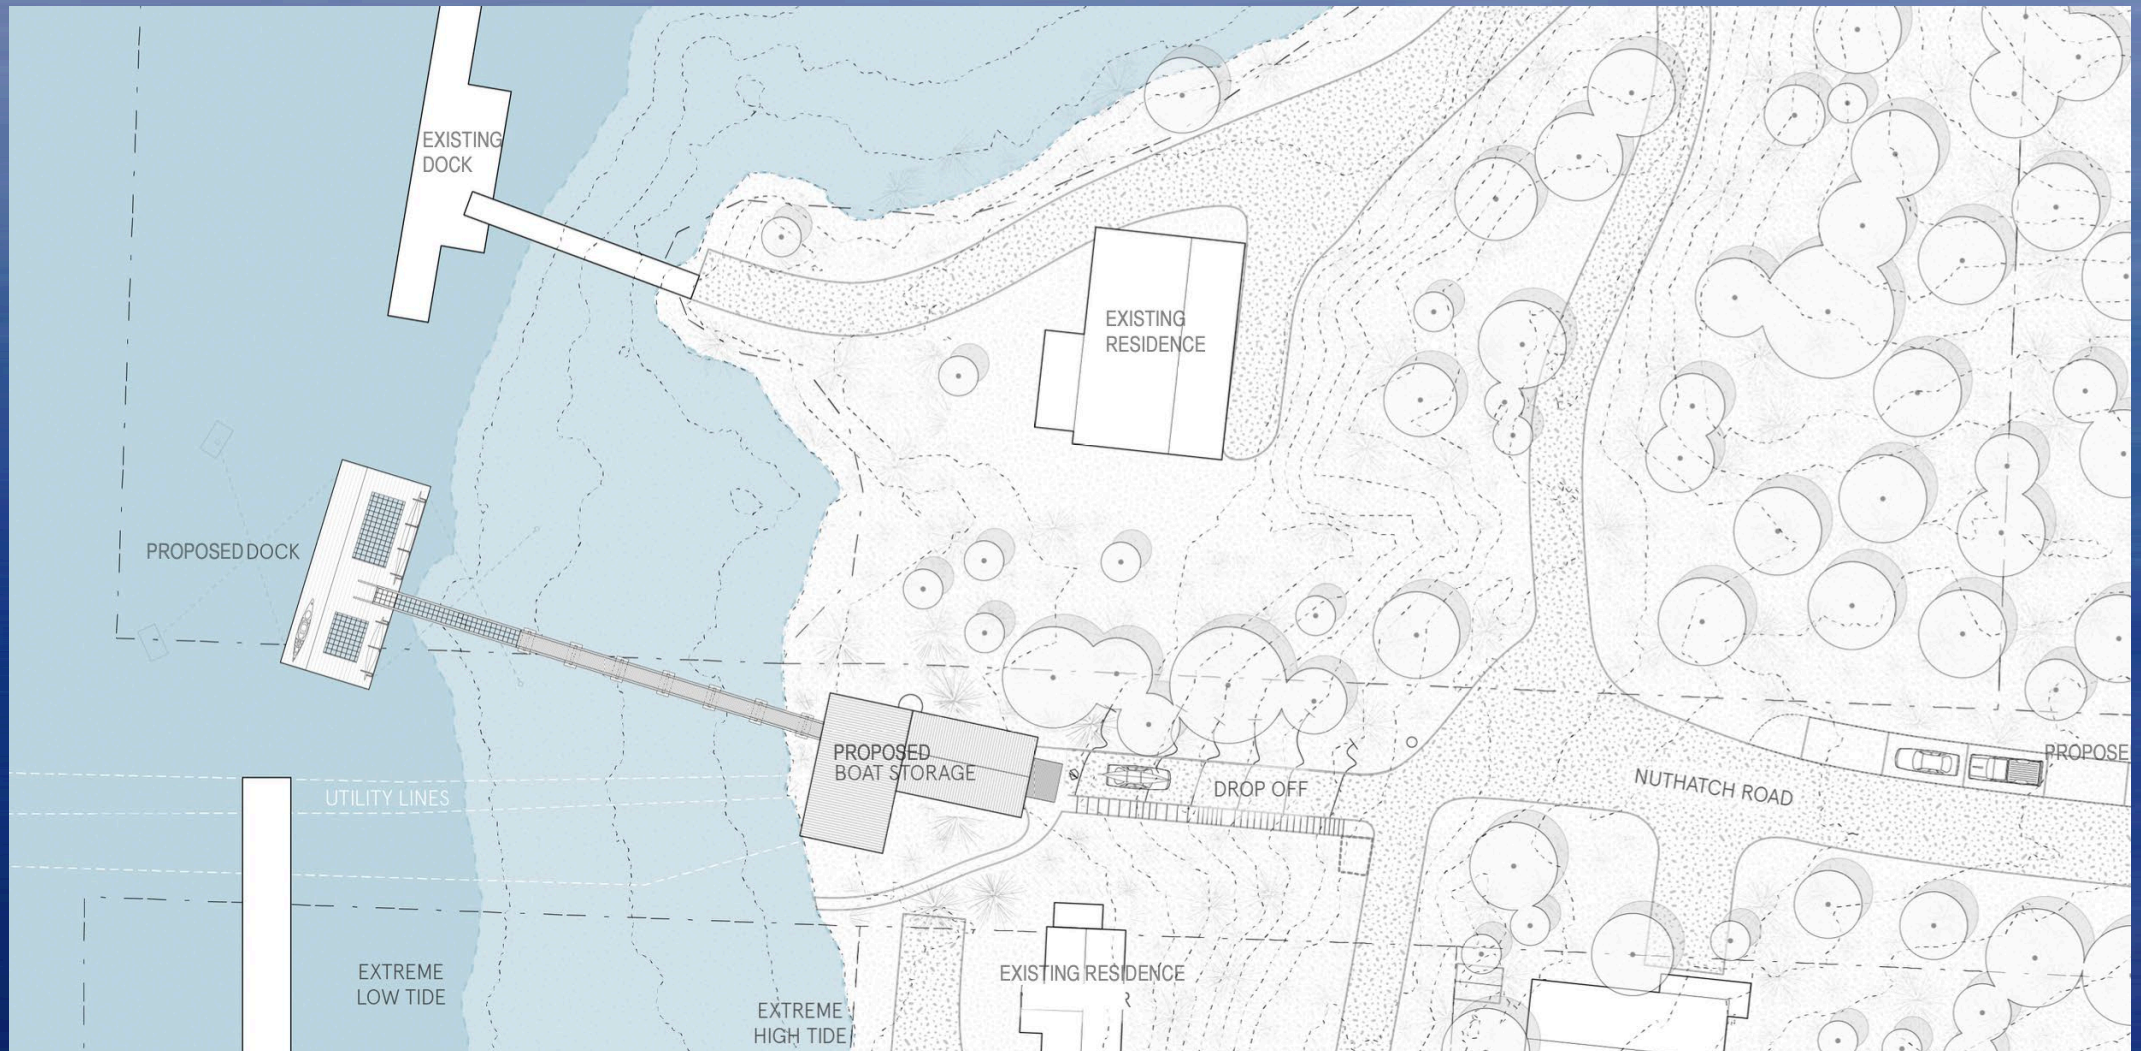 EXISTING
DOCK
EXISTING
RESIDENCE
PROPOSED DOCK
PROPOSED
BOAT STORAGE
DROP OFF
NUTHATCH ROAD
PROPOSE
UTILITY LINES
EXTREME
LOW TIDE
EXISTING RESIDENCE
R
EXTREME
HIGH TIDE